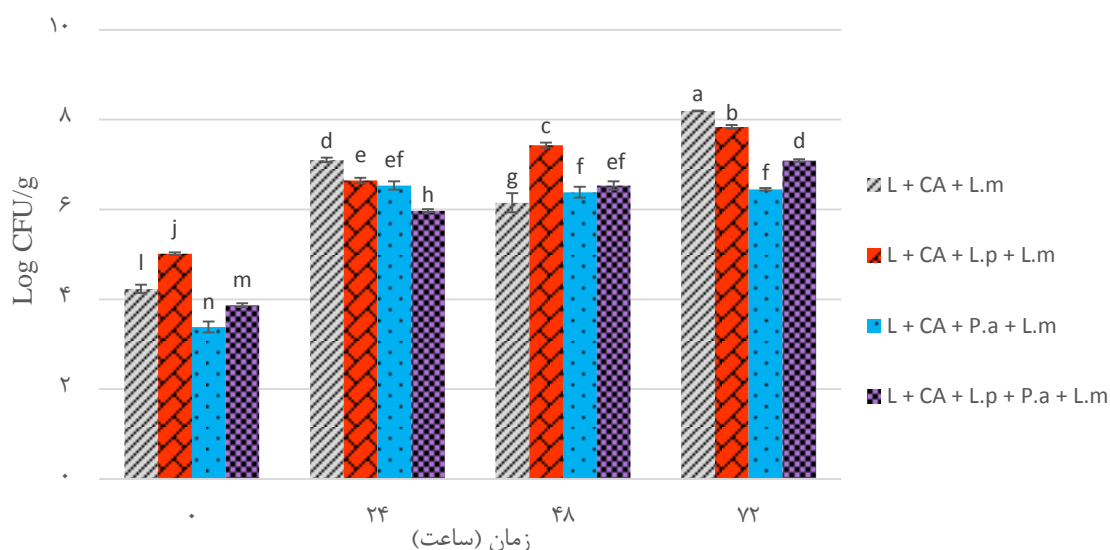 ۱۰
۸
۶
۴
۲
۰
Log CFU/g
l j n m
d e ef h
g c f ef
a b f d
۰ ۲۴ ۴۸ ۷۲
زمان (ساعت)
L + CA + L.m
L + CA + L.p + L.m
L + CA + P.a + L.m
L + CA + L.p + P.a + L.m